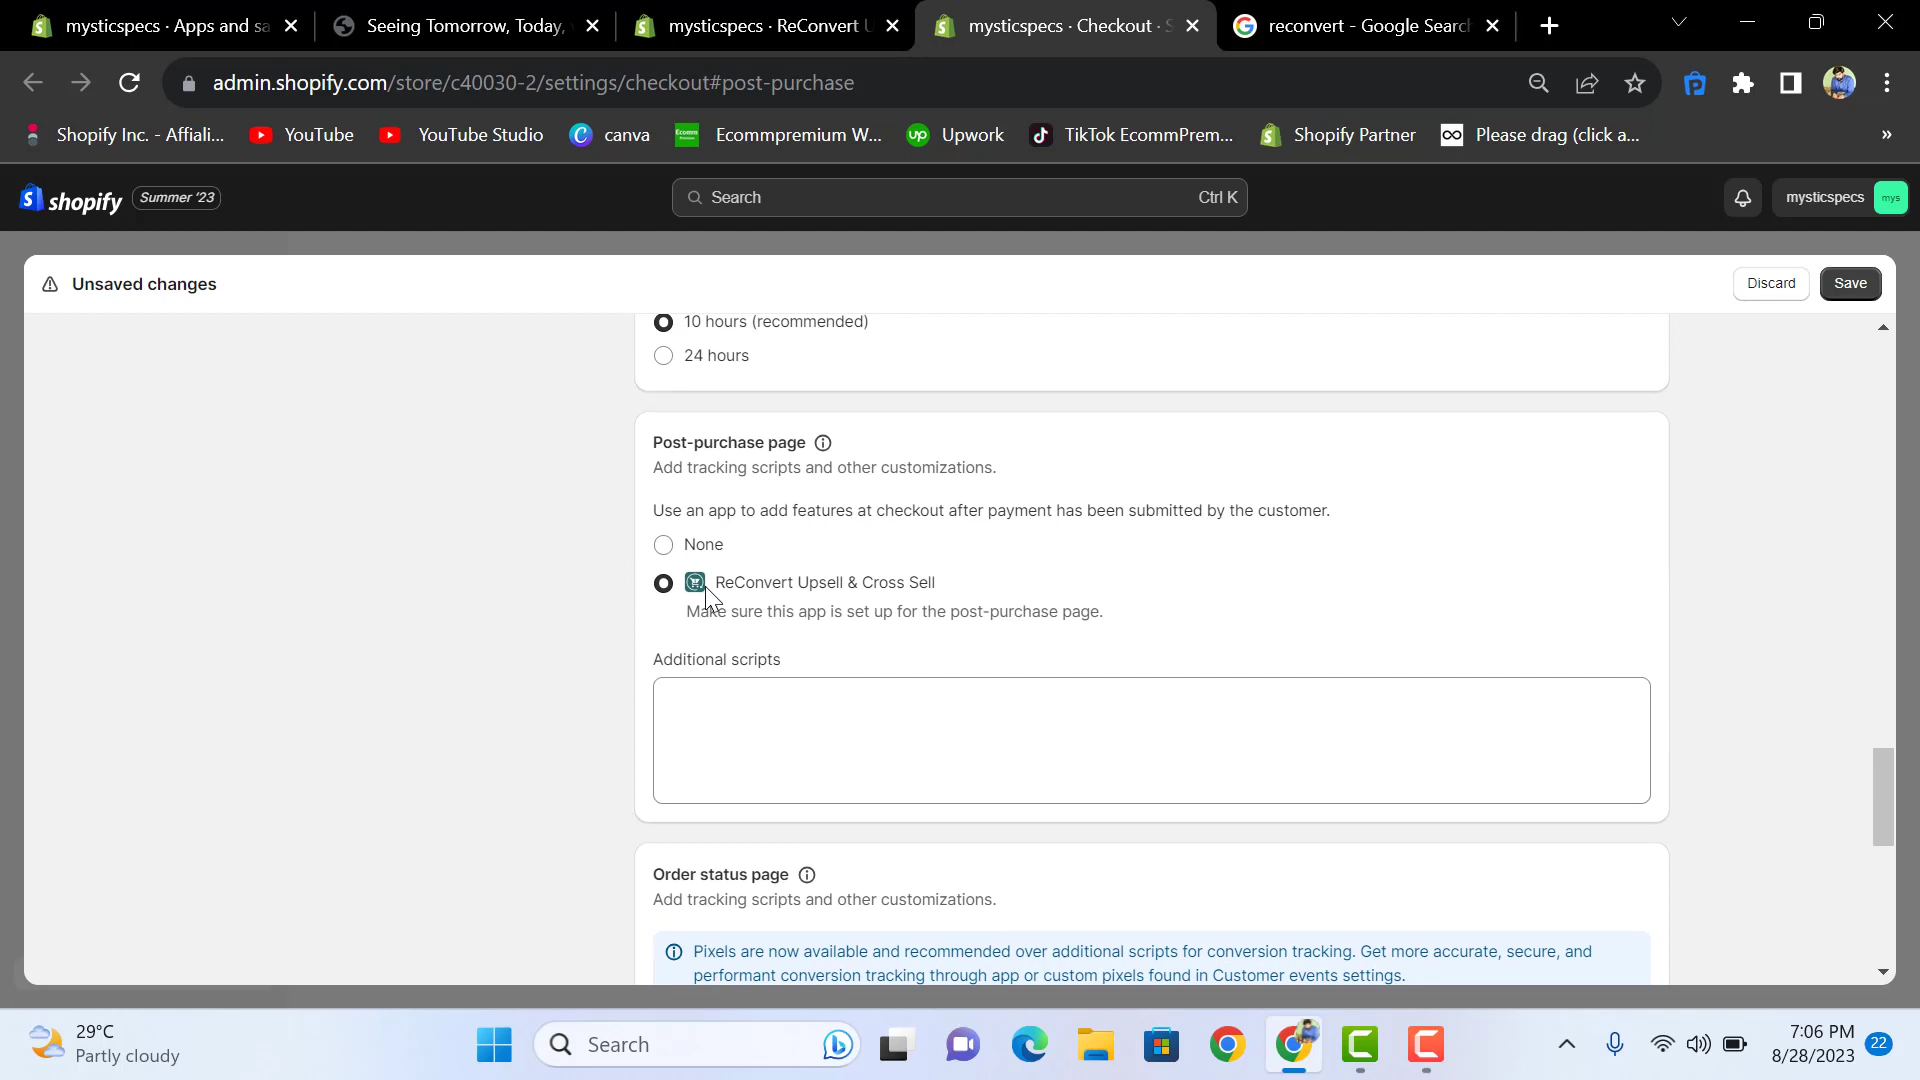 mysticspecs · Apps and sa
Seeing Tomorrow, Today,
mysticspecs · ReConvert U
mysticspecs · Checkout · S
reconvert - Google Search
admin.shopify.com/store/c40030-2/settings/checkout#post-purchase
Shopify Inc. - Affiali...
YouTube
YouTube Studio
canva
Ecommpremium W...
Upwork
TikTok EcommPrem...
Shopify Partner
Please drag (click a...
»
shopify
Summer '23
Search
Ctrl K
mysticspecs
mys
Unsaved changes
Discard
Save
10 hours (recommended)
24 hours
Post-purchase page
Add tracking scripts and other customizations.
Use an app to add features at checkout after payment has been submitted by the customer.
None
ReConvert Upsell & Cross Sell
Make sure this app is set up for the post-purchase page.
Additional scripts
Order status page
Add tracking scripts and other customizations.
Pixels are now available and recommended over additional scripts for conversion tracking. Get more accurate, secure, and
performant conversion tracking through app or custom pixels found in Customer events settings.
29°C
Partly cloudy
Search
7:06 PM
8/28/2023
22